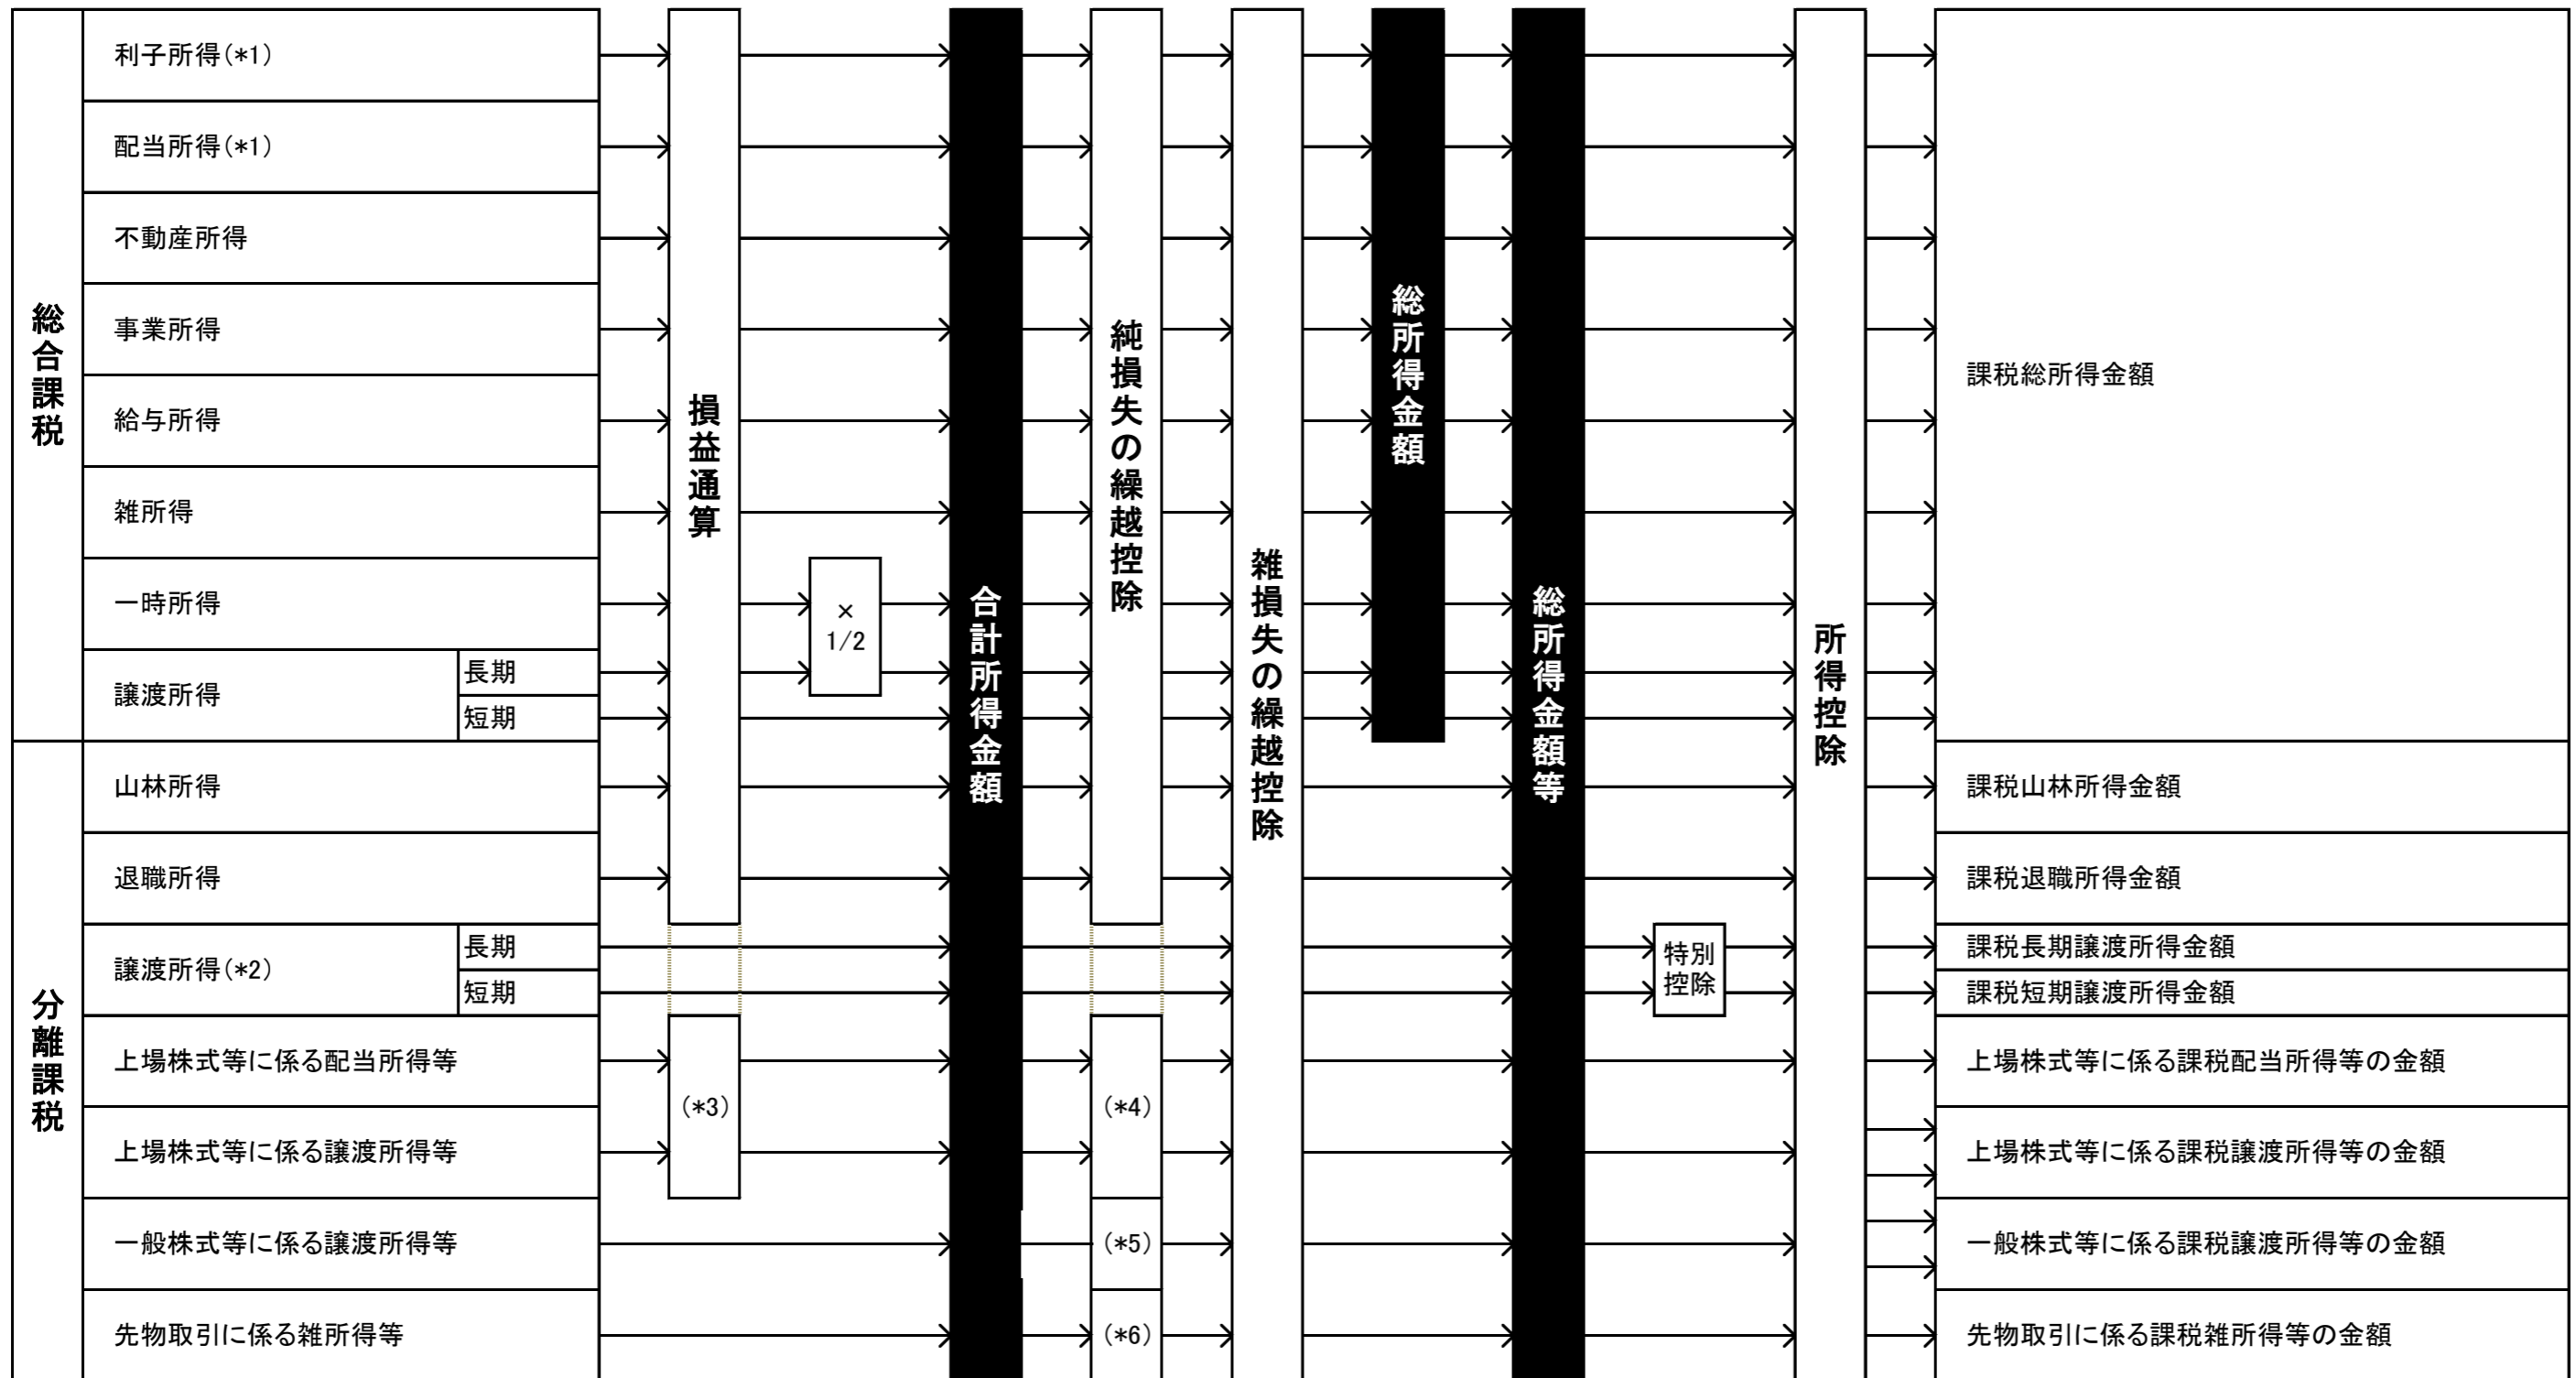 総合課税
利子所得(*1)
配当所得(*1)
不動産所得
事業所得
給与所得
雑所得
一時所得
譲渡所得
長期
短期
分離課税
山林所得
退職所得
譲渡所得(*2)
長期
短期
上場株式等に係る配当所得等
上場株式等に係る譲渡所得等
一般株式等に係る譲渡所得等
先物取引に係る雑所得等
損益通算
(*3)
×
1/2
合計所得金額
純損失の繰越控除
(*4)
(*5)
(*6)
雑損失の繰越控除
総所得金額
総所得金額等
特別
控除
所得控除
課税総所得金額
課税山林所得金額
課税退職所得金額
課税長期譲渡所得金額
課税短期譲渡所得金額
上場株式等に係る課税配当所得等の金額
上場株式等に係る課税譲渡所得等の金額
一般株式等に係る課税譲渡所得等の金額
先物取引に係る課税雑所得等の金額